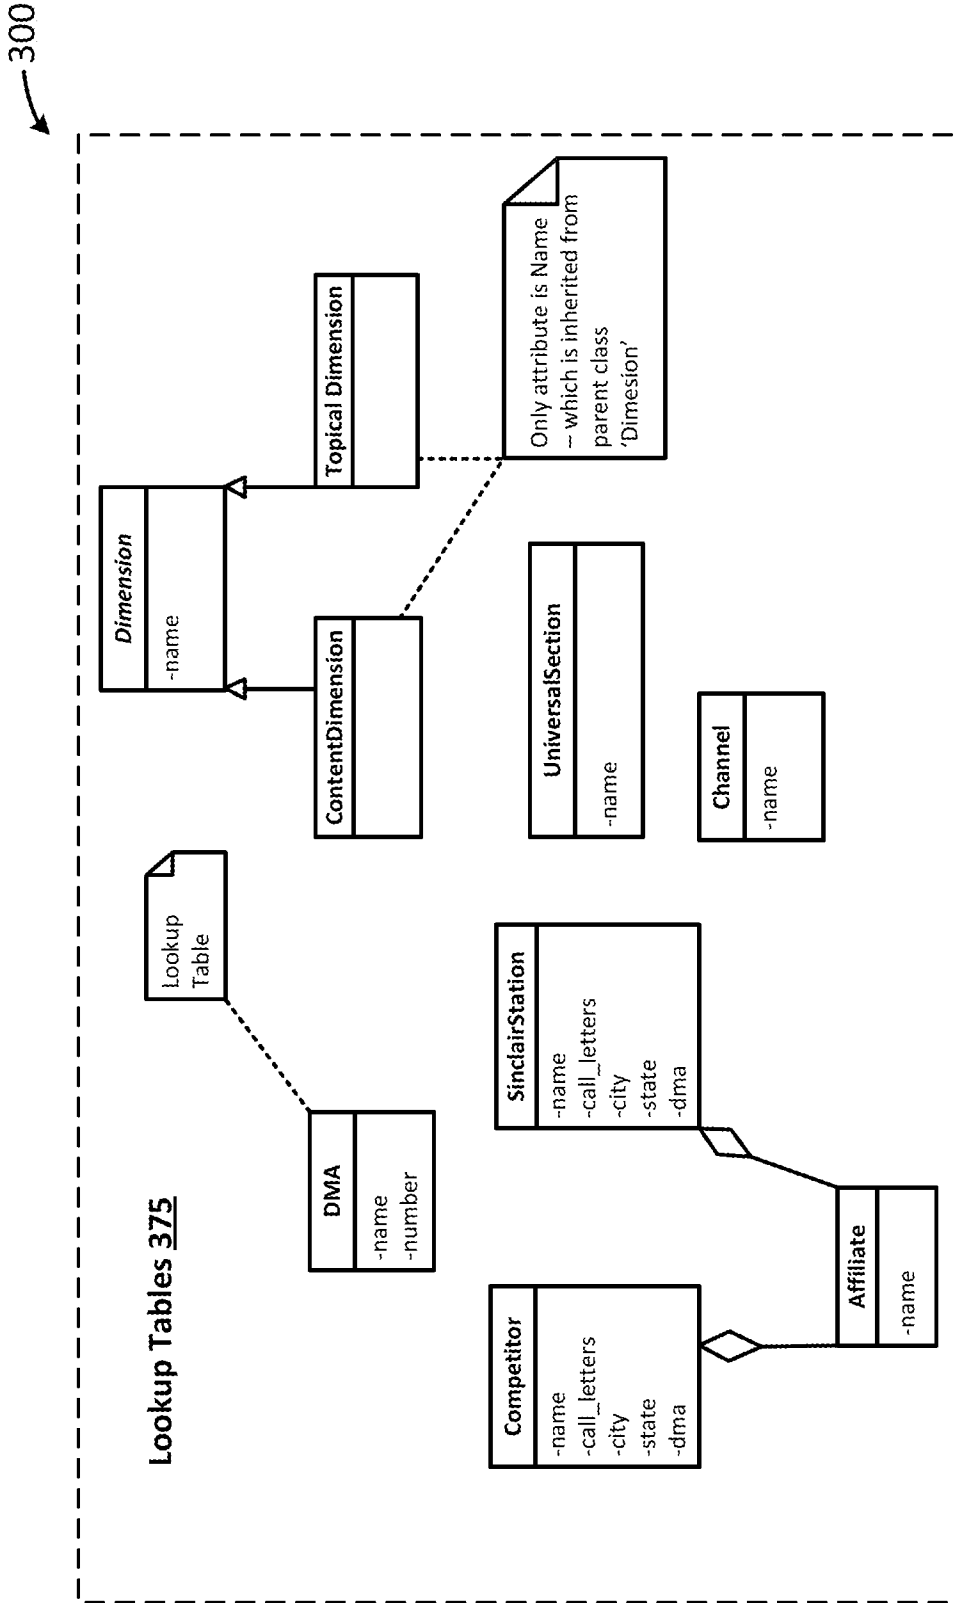 300
Lookup Tables 375
Lookup
Table
Dimension
-name
DMA
-name
-number
ContentDimension
Topical Dimension
Competitor
-name
-call_letters
-city
-state
-dma
SinclairStation
-name
-call_letters
-city
-state
-dma
UniversalSection
-name
Only attribute is Name
-- which is inherited from
parent class
'Dimesion'
Channel
-name
Affiliate
-name